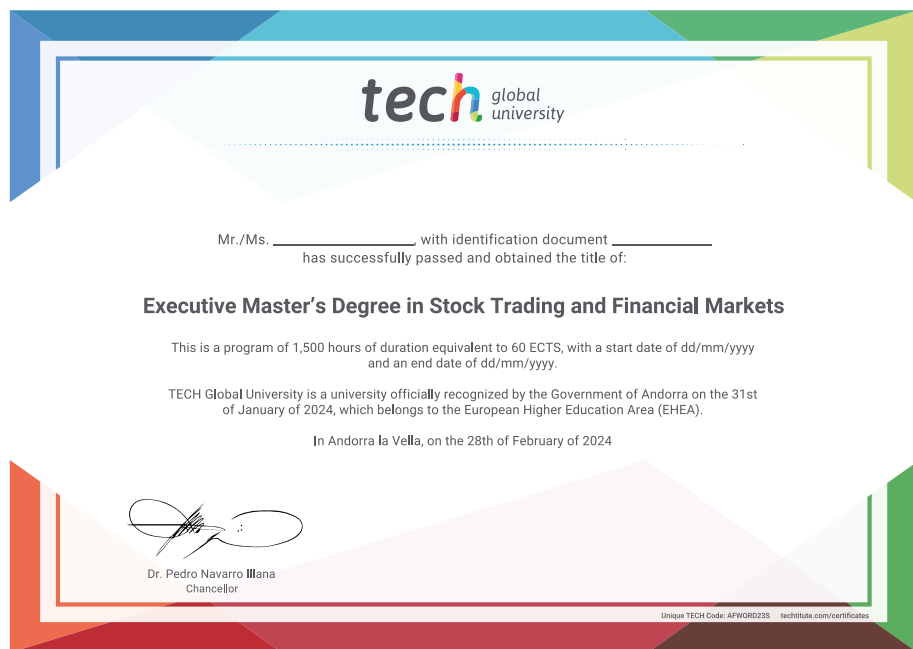 tech global university
Mr./Ms. ________________, with identification document ____________
has successfully passed and obtained the title of:
Executive Master’s Degree in Stock Trading and Financial Markets
This is a program of 1,500 hours of duration equivalent to 60 ECTS, with a start date of dd/mm/yyyy
and an end date of dd/mm/yyyy.
TECH Global University is a university officially recognized by the Government of Andorra on the 31st
of January of 2024, which belongs to the European Higher Education Area (EHEA).
In Andorra la Vella, on the 28th of February of 2024
Dr. Pedro Navarro Illana
Chancellor
Unique TECH Code: AFWORD23S techtitute.com/certificates